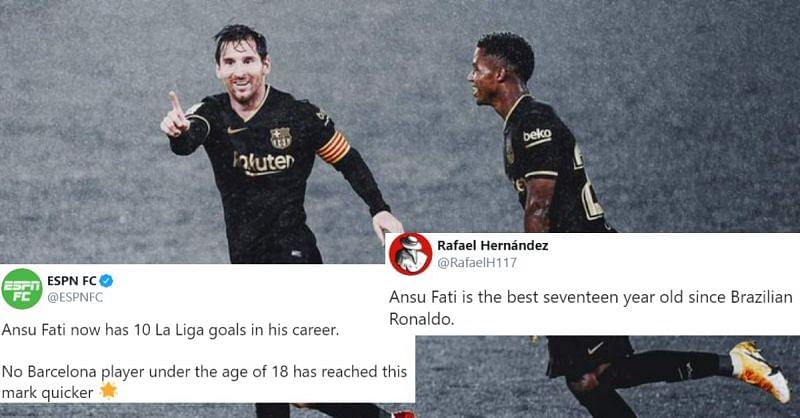 Rakuten
beko
2
Rafael Hernández
@RafaelH117
Ansu Fati is the best seventeen year old since Brazilian
Ronaldo.
ESPN
FC
ESPN FC
@ESPNFC
Ansu Fati now has 10 La Liga goals in his career.
No Barcelona player under the age of 18 has reached this
mark quicker 🌟